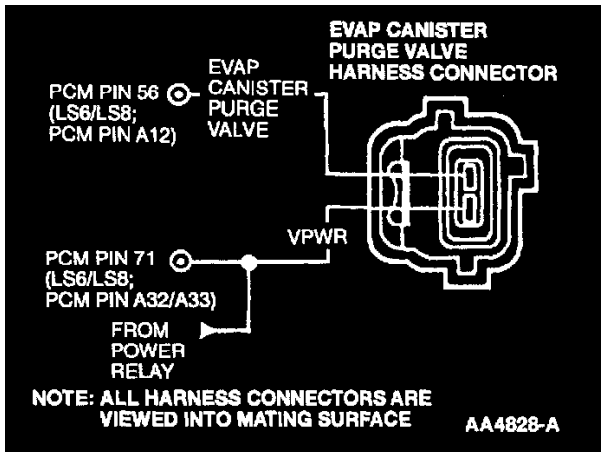 EVAP CANISTER
PURGE VALVE
HARNESS CONNECTOR
EVAP
CANISTER
PURGE
VALVE
PCM PIN 56
(LS6/LS8;
PCM PIN A12)
VPWR
PCM PIN 71
(LS6/LS8;
PCM PIN A32/A33)
FROM
POWER
RELAY
NOTE: ALL HARNESS CONNECTORS ARE
VIEWED INTO MATING SURFACE
AA4828-A